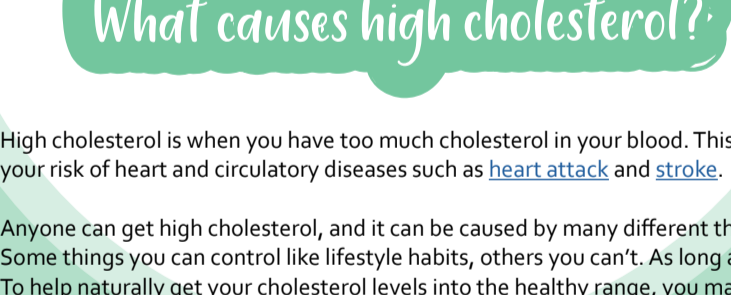 What causes high cholesterol?
High cholesterol is when you have too much cholesterol in your blood. This
your risk of heart and circulatory diseases such as heart attack and stroke.
Anyone can get high cholesterol, and it can be caused by many different
Some things you can control like lifestyle habits, others you can't. As long
To help naturally get your cholesterol levels into the healthy range, you